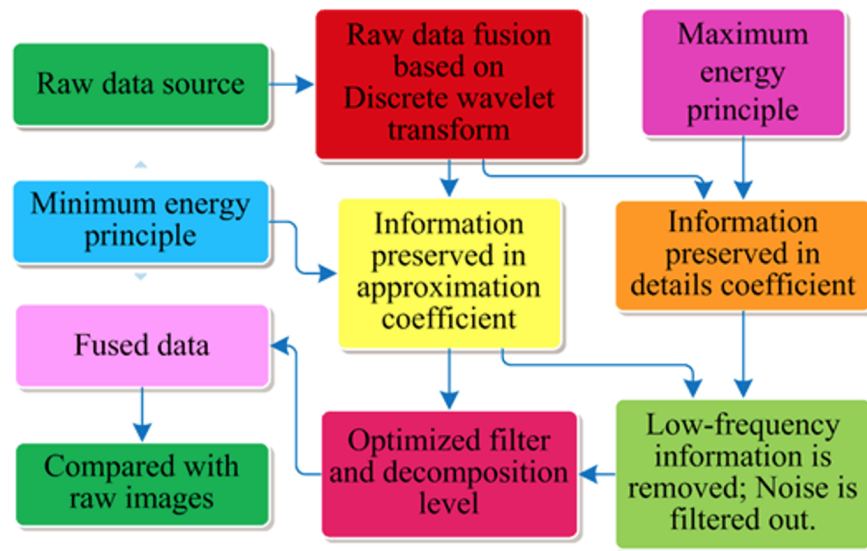 Raw data source
Raw data fusion
based on
Discrete wavelet
transform
Maximum
energy
principle
Minimum energy
principle
Information
preserved in
approximation
coefficient
Information
preserved in
details coefficient
Fused data
Optimized filter
and decomposition
level
Low-frequency
information is
removed; Noise is
filtered out.
Compared with
raw images